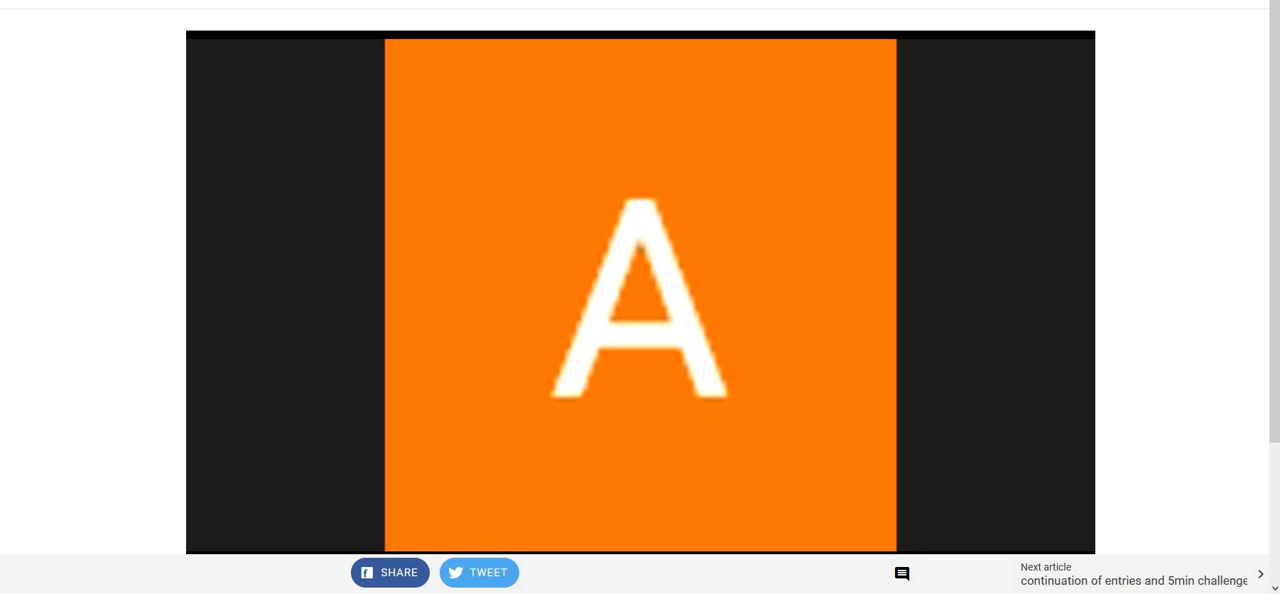 A
SHARE
TWEET
Next article
continuation of entries and 5min challenge